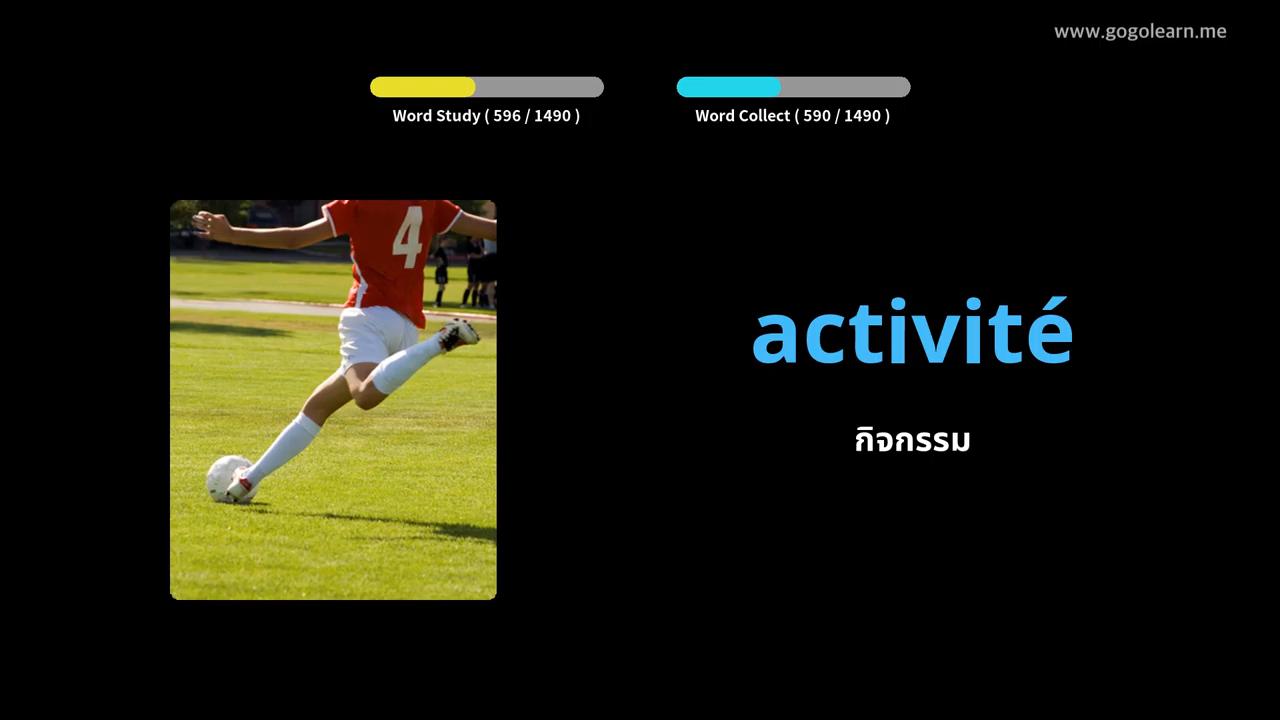 www.gogolearn.me
Word Study ( 596 / 1490 )
Word Collect ( 590 / 1490 )
4
activité
กิจกรรม